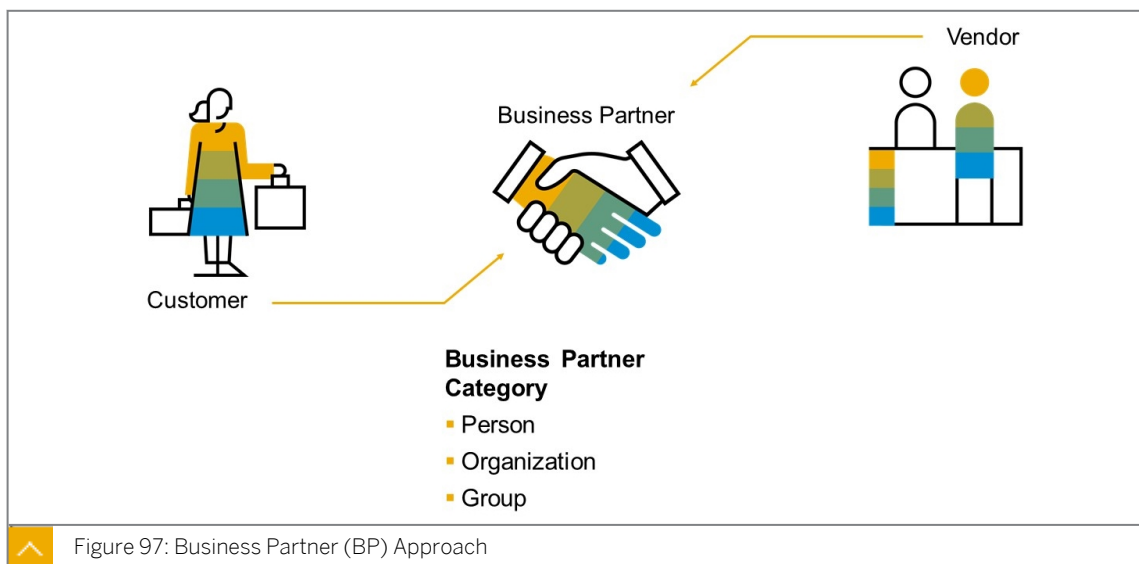 Vendor
Business Partner
Customer
Business Partner
Category
▪ Person
▪ Organization
▪ Group
Figure 97: Business Partner (BP) Approach